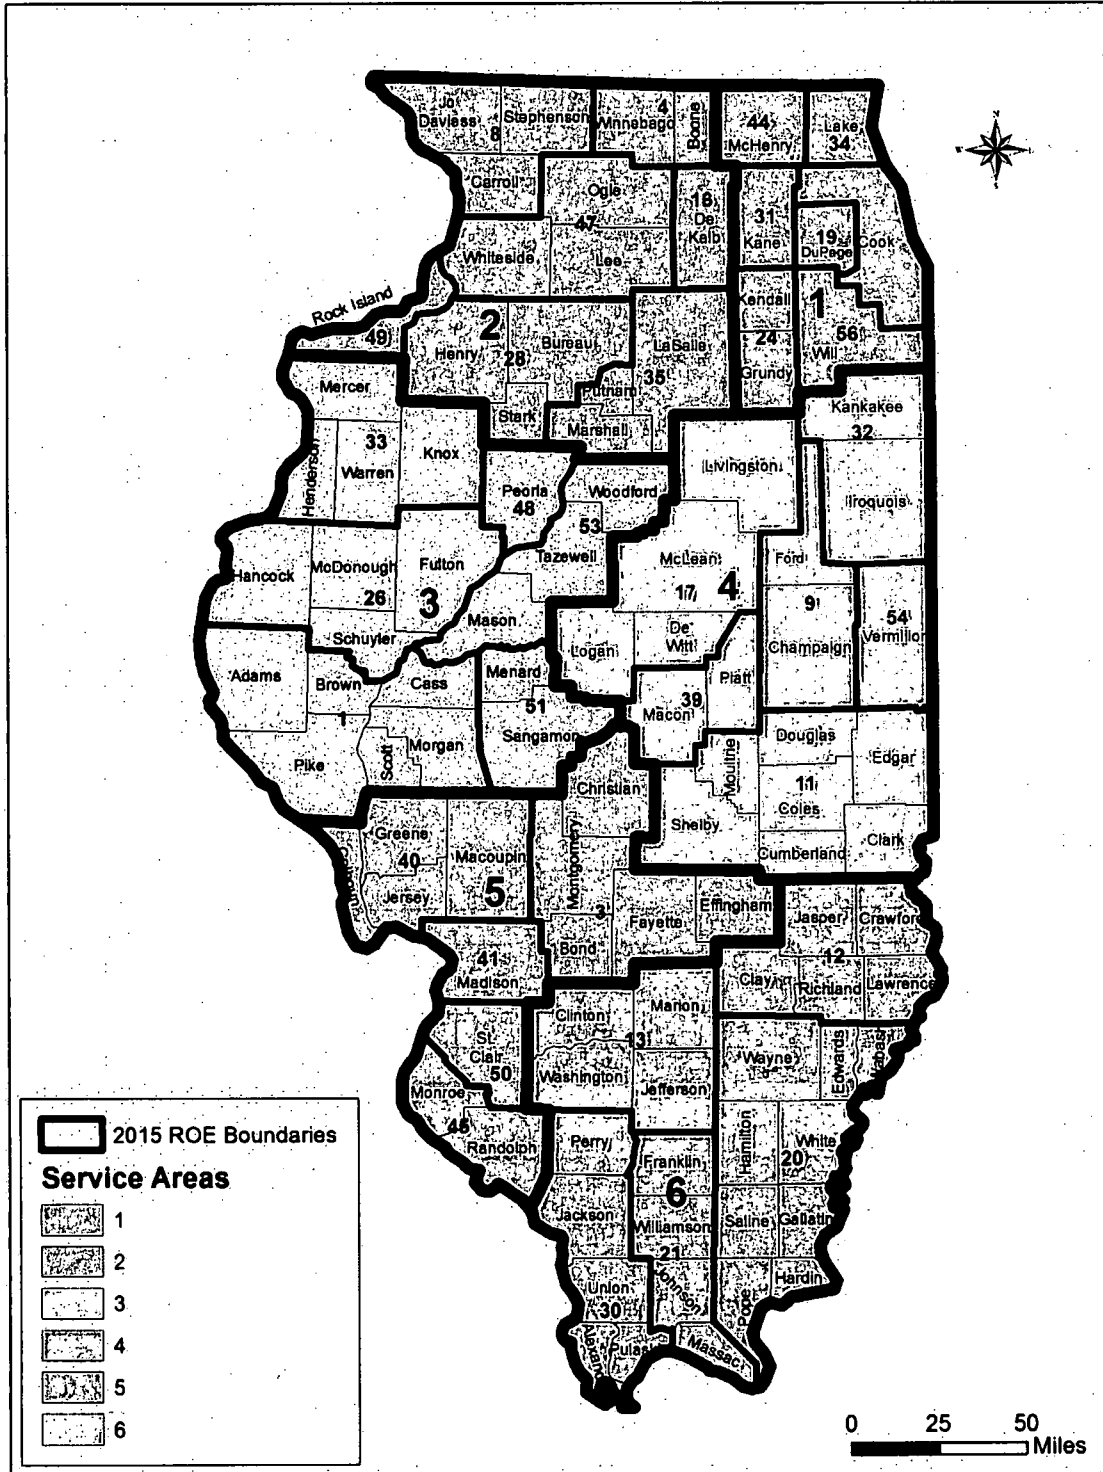 Jo
Daviess
8
Stephenson
4
Winnebago
Boone
44
McHenry
Lake
34
Carroll
Ogle
47
16
De
Kalb
31
Kane
19
DuPage
Cook
Whiteside
Lee
Rock Island
49
2
Henry
28
Bureau
LaSalle
35
Putnam
Kendall
24
Grundy
1
56
Will
Mercer
Stark
Marshall
Kankakee
32
Henderson
33
Warren
Knox
Peoria
48
Woodford
53
Tazewell
Livingston
Iroquois
Hancock
McDonough
26
Fulton
3
McLean
17
4
Ford
9
Champaign
54
Vermilion
Schuyler
Mason
Logan
De
Witt
Piatt
Adams
Brown
Cass
Menard
51
Sangamon
39
Macon
1
Pike
Scott
Morgan
Christian
Moultrie
Douglas
Edgar
11
Coles
Shelby
Cumberland
Clark
Calhoun
Greene
40
Jersey
Macoupin
5
Montgomery
3
Bond
Fayette
Effingham
Jasper
Crawford
12
Clay
Richland
Lawrence
41
Madison
Clinton
Marion
13
Washington
Jefferson
St.
Clair
50
Wayne
Edwards
Wabash
Monroe
45
Randolph
Perry
Franklin
6
Hamilton
White
20
Jackson
Williamson
21
Saline
Gallatin
Union
30
Johnson
Pope
Hardin
Alexander
Pulaski
Massac
2015 ROE Boundaries
Service Areas
1
2
3
4
5
6
0 25 50
Miles